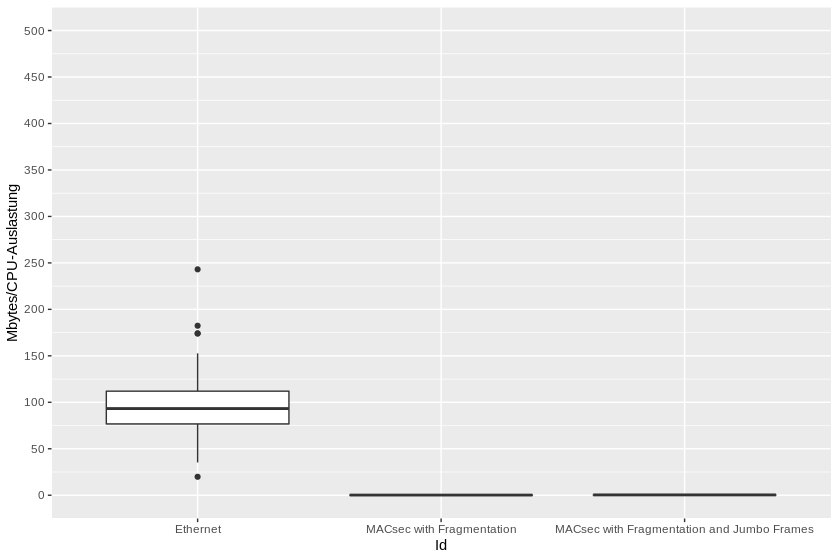 Mbytes/CPU-Auslastung
500
450
400
350
300
250
200
150
100
50
0
Ethernet
MACsec with Fragmentation
MACsec with Fragmentation and Jumbo Frames
Id